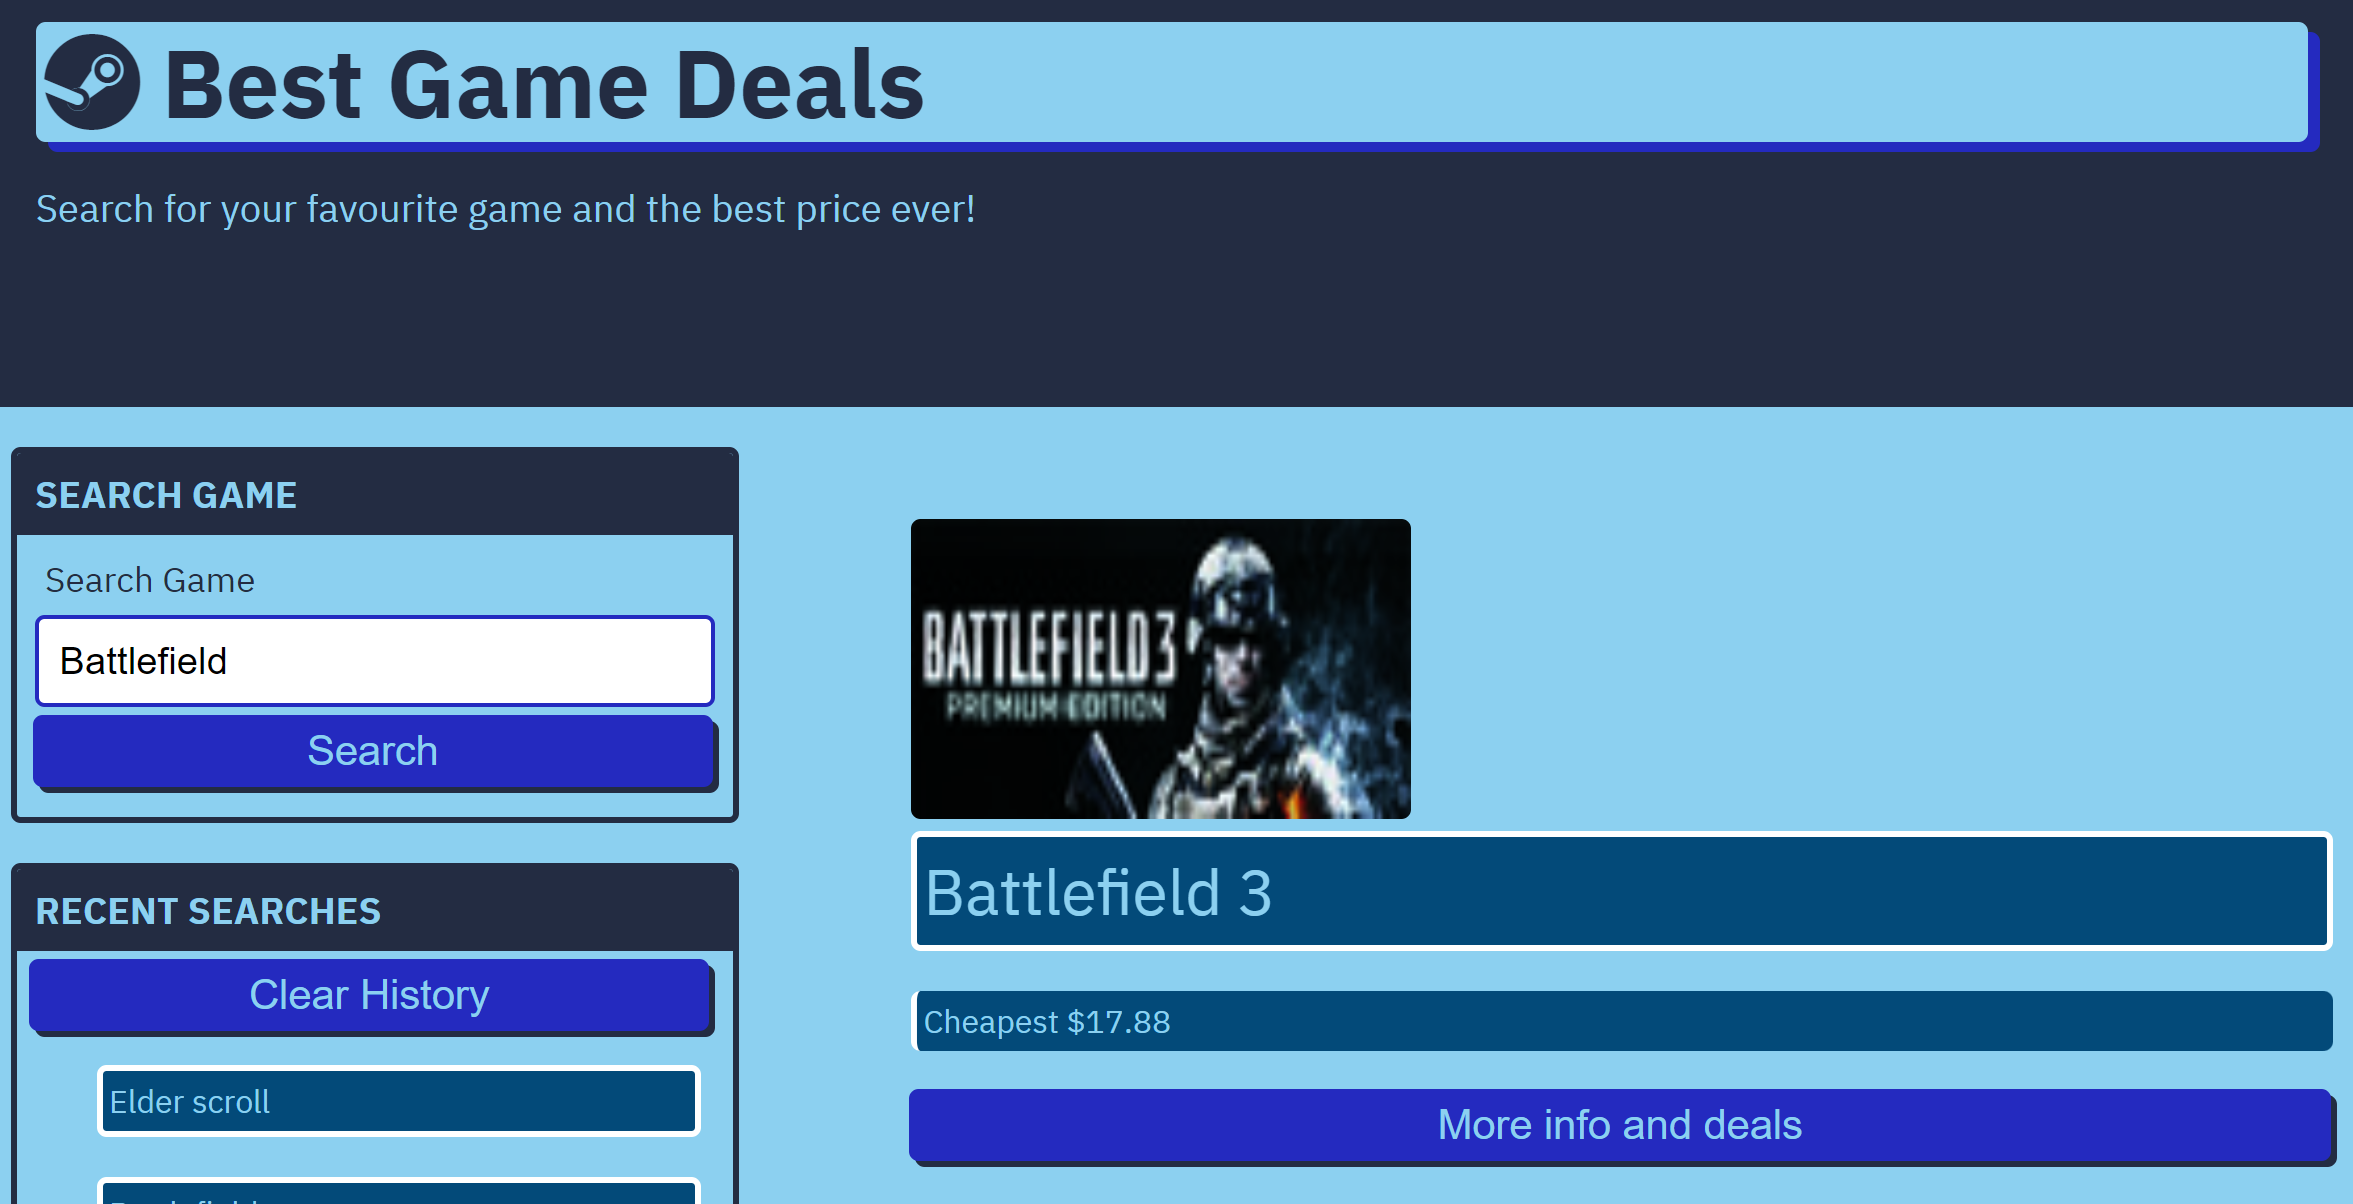 Best Game Deals
Search for your favourite game and the best price ever!
SEARCH GAME
Search Game
Battlefield
Search
RECENT SEARCHES
Clear History
Elder scroll
BATTLEFIELD 3
PREMIUM EDITION
Battlefield 3
Cheapest $17.88
More info and deals